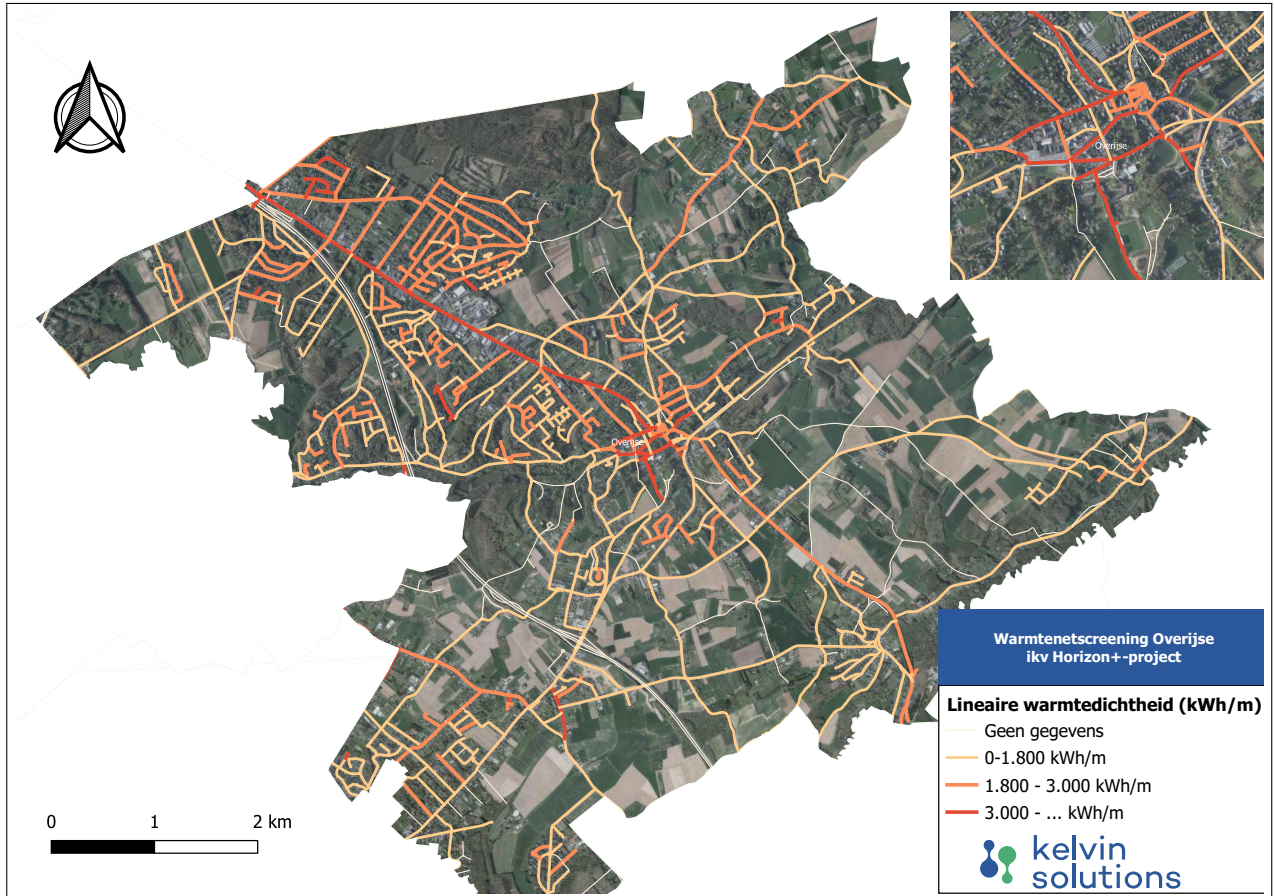 Overijse
Overijse
Warmtenetscreening Overijse
ikv Horizon+-project
Lineaire warmtedichtheid (kWh/m)
Geen gegevens
0-1.800 kWh/m
1.800 - 3.000 kWh/m
3.000 - ... kWh/m
0 1 2 km
kelvin
solutions